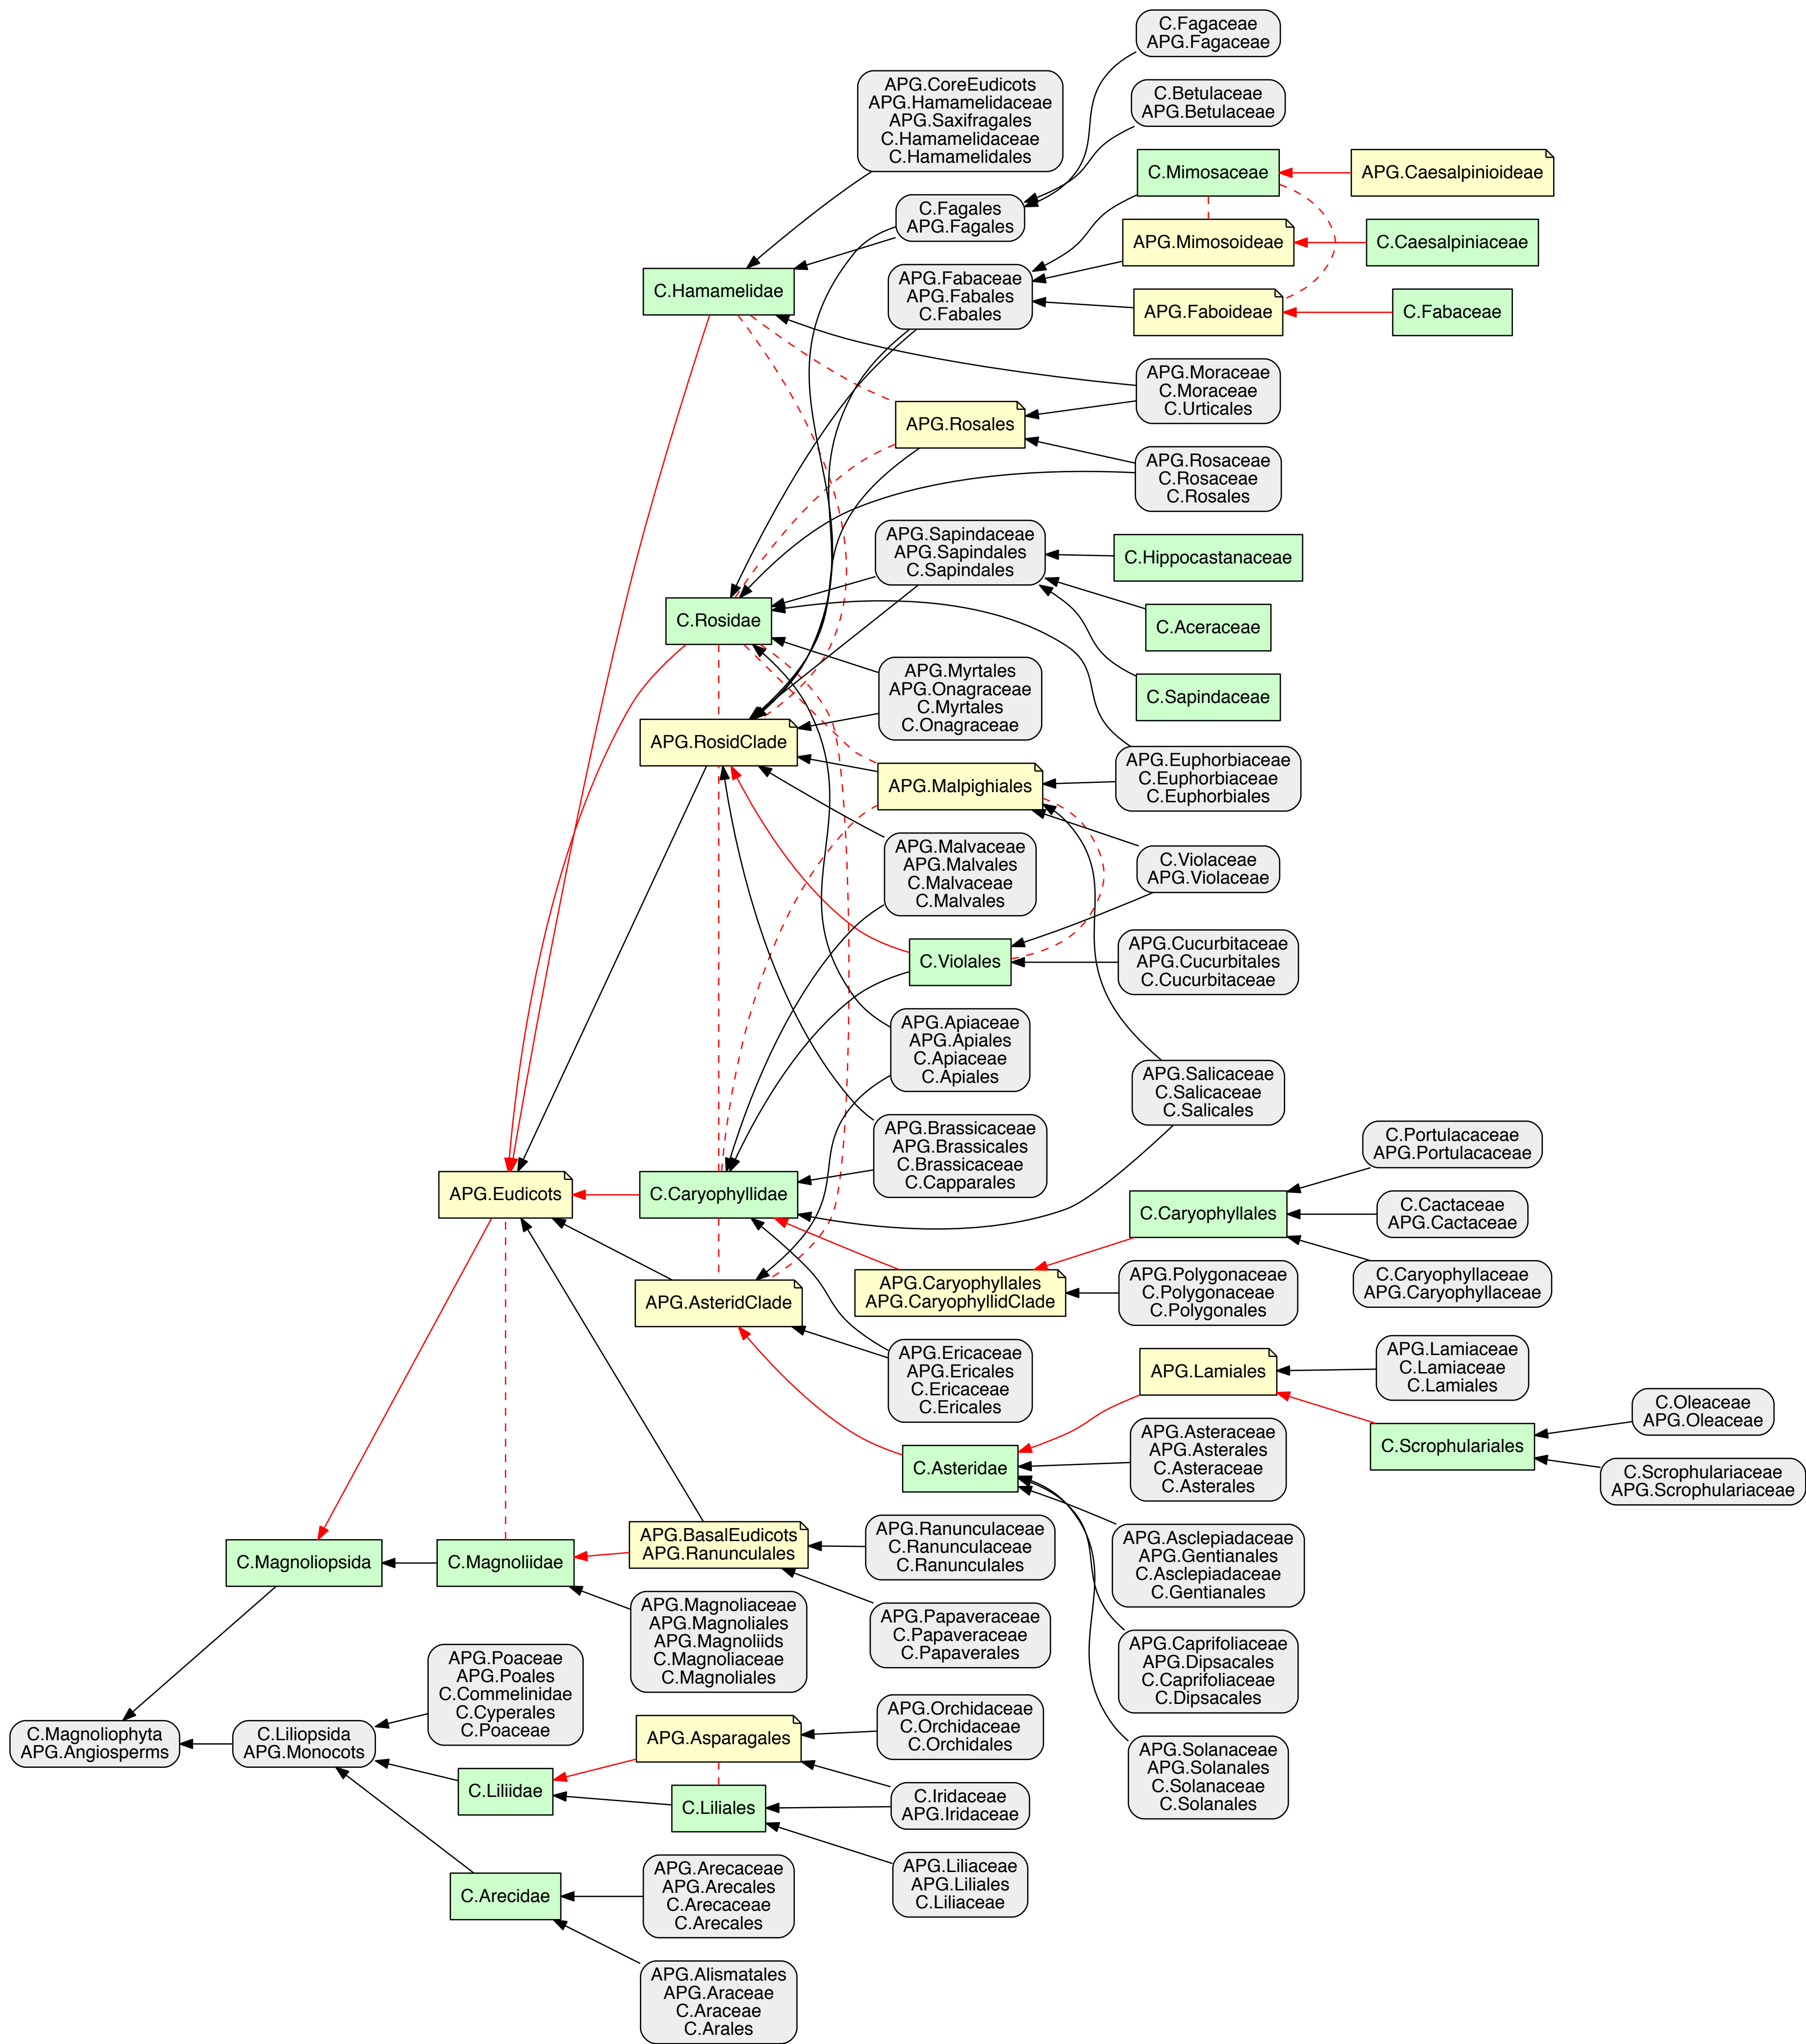 C.Fagaceae
APG.Fagaceae
APG.CoreEudicots
APG.Hamamelidaceae
APG.Saxifragales
C.Hamamelidaceae
C.Hamamelidales
C.Betulaceae
APG.Betulaceae
C.Mimosaceae
APG.Caesalpinioideae
C.Fagales
APG.Fagales
APG.Mimosoideae
C.Caesalpiniaceae
C.Hamamelidae
APG.Fabaceae
APG.Fabales
C.Fabales
APG.Faboideae
C.Fabaceae
APG.Moraceae
C.Moraceae
C.Urticales
APG.Rosales
APG.Rosaceae
C.Rosaceae
C.Rosales
APG.Sapindaceae
APG.Sapindales
C.Sapindales
C.Hippocastanaceae
C.Rosidae
C.Aceraceae
APG.Myrtales
APG.Onagraceae
C.Myrtales
C.Onagraceae
C.Sapindaceae
APG.RosidClade
APG.Malpighiales
APG.Euphorbiaceae
C.Euphorbiaceae
C.Euphorbiales
APG.Malvaceae
APG.Malvales
C.Malvaceae
C.Malvales
C.Violaceae
APG.Violaceae
C.Violales
APG.Cucurbitaceae
APG.Cucurbitales
C.Cucurbitaceae
APG.Apiaceae
APG.Apiales
C.Apiaceae
C.Apiales
APG.Salicaceae
C.Salicaceae
C.Salicales
APG.Brassicaceae
APG.Brassicales
C.Brassicaceae
C.Capparales
C.Portulacaceae
APG.Portulacaceae
APG.Eudicots
C.Caryophyllidae
C.Caryophyllales
C.Cactaceae
APG.Cactaceae
APG.AsteridClade
APG.Caryophyllales
APG.CaryophyllidClade
APG.Polygonaceae
C.Polygonaceae
C.Polygonales
C.Caryophyllaceae
APG.Caryophyllaceae
APG.Ericaceae
APG.Ericales
C.Ericaceae
C.Ericales
APG.Lamiales
APG.Lamiaceae
C.Lamiaceae
C.Lamiales
C.Oleaceae
APG.Oleaceae
C.Asteridae
APG.Asteraceae
APG.Asterales
C.Asteraceae
C.Asterales
C.Scrophulariales
C.Scrophulariaceae
APG.Scrophulariaceae
C.Magnoliopsida
C.Magnoliidae
APG.BasalEudicots
APG.Ranunculales
APG.Ranunculaceae
C.Ranunculaceae
C.Ranunculales
APG.Asclepiadaceae
APG.Gentianales
C.Asclepiadaceae
C.Gentianales
APG.Magnoliaceae
APG.Magnoliales
APG.Magnoliids
C.Magnoliaceae
C.Magnoliales
APG.Papaveraceae
C.Papaveraceae
C.Papaverales
APG.Caprifoliaceae
APG.Dipsacales
C.Caprifoliaceae
C.Dipsacales
APG.Poaceae
APG.Poales
C.Commelinidae
C.Cyperales
C.Poaceae
C.Magnoliophyta
APG.Angiosperms
C.Liliopsida
APG.Monocots
APG.Asparagales
APG.Orchidaceae
C.Orchidaceae
C.Orchidales
C.Liliidae
C.Liliales
C.Iridaceae
APG.Iridaceae
APG.Solanaceae
APG.Solanales
C.Solanaceae
C.Solanales
C.Arecidae
APG.Arecaceae
APG.Arecales
C.Arecaceae
C.Arecales
APG.Liliaceae
APG.Liliales
C.Liliaceae
APG.Alismatales
APG.Araceae
C.Araceae
C.Arales